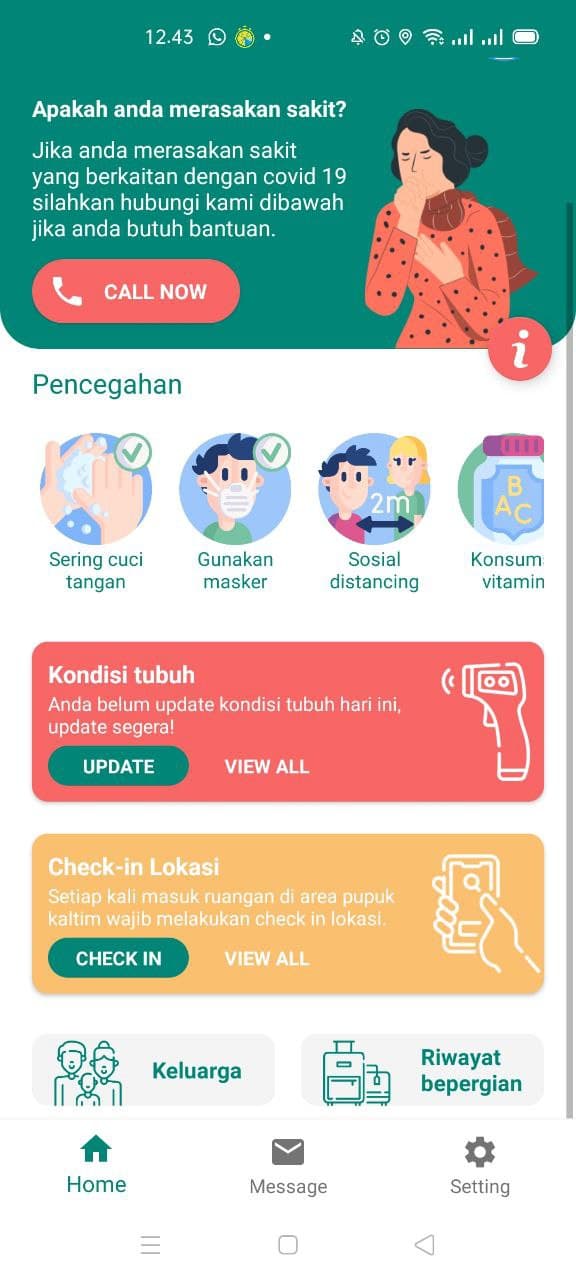 12.43
Apakah anda merasakan sakit?
Jika anda merasakan sakit
yang berkaitan dengan covid 19
silahkan hubungi kami dibawah
jika anda butuh bantuan.
CALL NOW
i
Pencegahan
2m
B
A C
Sering cuci
tangan
Gunakan
masker
Sosial
distancing
Konsum
vitamin
Kondisi tubuh
Anda belum update kondisi tubuh hari ini,
update segera!
UPDATE VIEW ALL
Check-in Lokasi
Setiap kali masuk ruangan di area pupuk
kaltim wajib melakukan check in lokasi.
CHECK IN VIEW ALL
Keluarga
Riwayat
bepergian
Home Message Setting